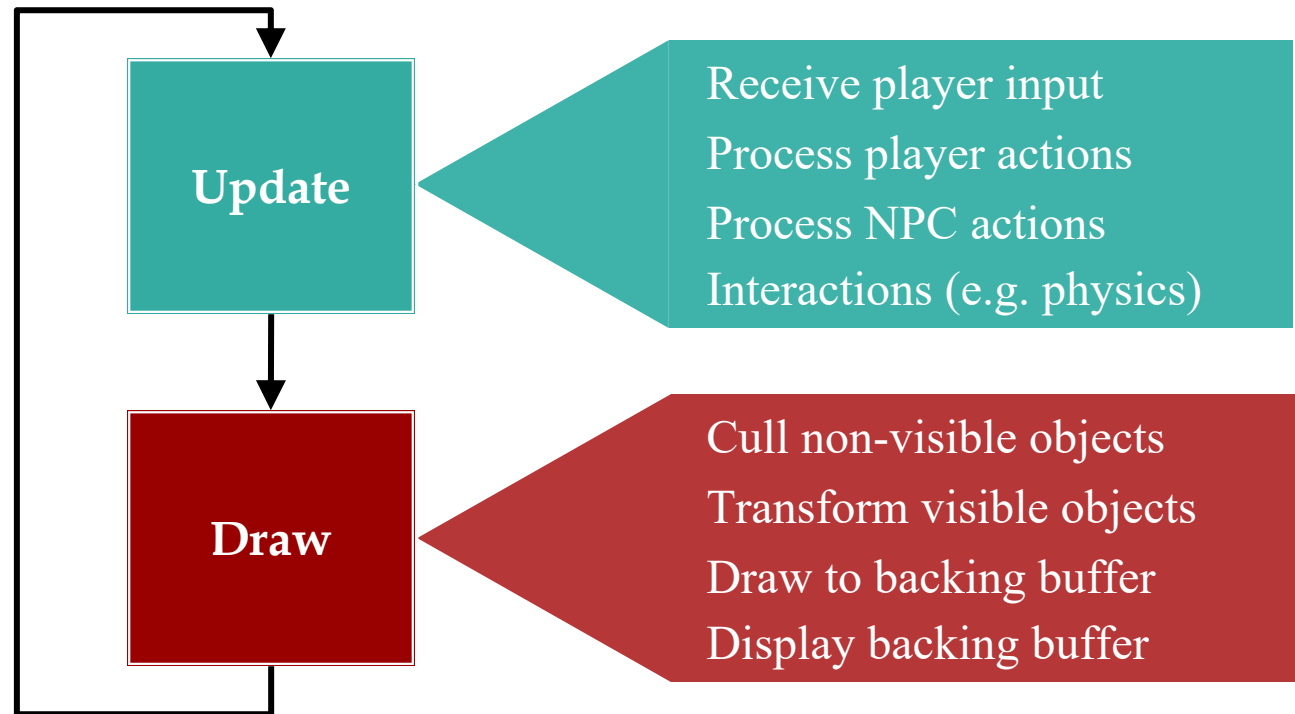 Update
Receive player input
Process player actions
Process NPC actions
Interactions (e.g. physics)
Draw
Cull non-visible objects
Transform visible objects
Draw to backing buffer
Display backing buffer